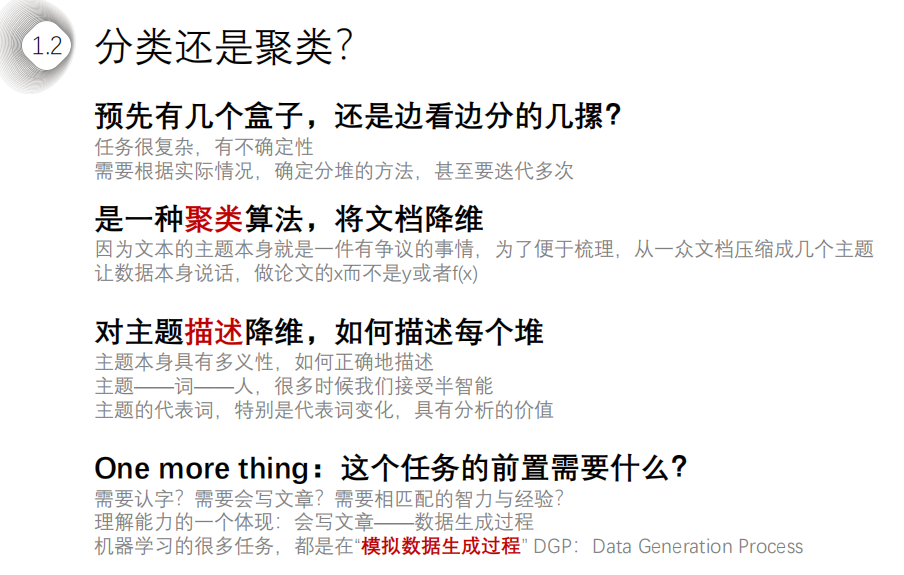 1.2
分类还是聚类？
预先有几个盒子，还是边看边分的几摞？
任务很复杂，有不确定性
需要根据实际情况，确定分堆的方法，甚至要迭代多次
是一种聚类算法，将文档降维
因为文本的主题本身就是一件有争议的事情，为了便于梳理，从一众文档压缩成几个主题
让数据本身说话，做论文的x而不是y或者f(x)
对主题描述降维，如何描述每个堆
主题本身具有多义性，如何正确地描述
主题——词——人，很多时候我们接受半智能
主题的代表词，特别是代表词变化，具有分析的价值
One more thing：这个任务的前置需要什么？
需要认字？需要会写文章？需要相匹配的智力与经验？
理解能力的一个体现：会写文章——数据生成过程
机器学习的很多任务，都是在“模拟数据生成过程” DGP：Data Generation Process